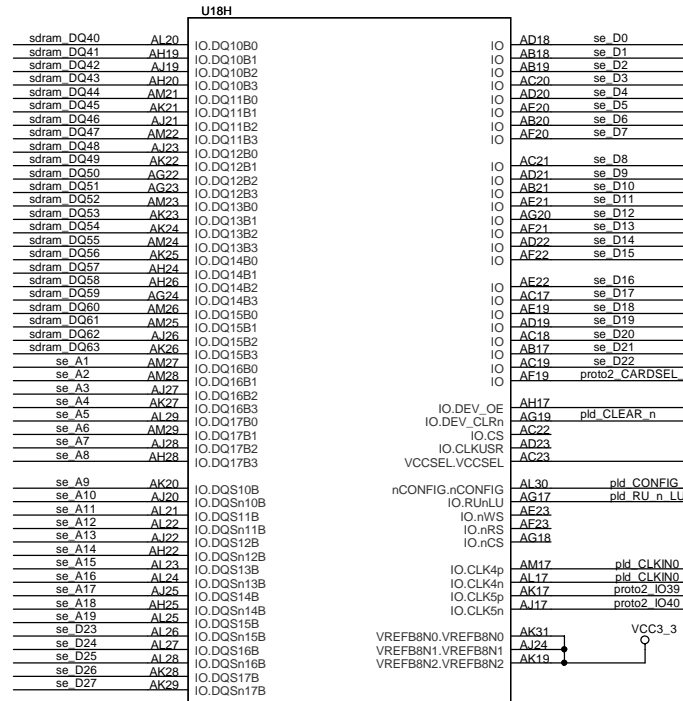 U18H
sdram_DQ40 AL20 IO.DQ10B0 IO AD18 se_D0
sdram_DQ41 AH19 IO.DQ10B1 IO AB18 se_D1
sdram_DQ42 AJ19 IO.DQ10B2 IO AB19 se_D2
sdram_DQ43 AH20 IO.DQ10B3 IO AC20 se_D3
sdram_DQ44 AM21 IO.DQ11B0 IO AD20 se_D4
sdram_DQ45 AK21 IO.DQ11B1 IO AE20 se_D5
sdram_DQ46 AJ21 IO.DQ11B2 IO AB20 se_D6
sdram_DQ47 AM22 IO.DQ11B3 IO AF20 se_D7
sdram_DQ48 AJ23 IO.DQ12B0
sdram_DQ49 AK22 IO.DQ12B1 IO AC21 se_D8
sdram_DQ50 AG22 IO.DQ12B2 IO AD21 se_D9
sdram_DQ51 AG23 IO.DQ12B3 IO AB21 se_D10
sdram_DQ52 AM23 IO.DQ13B0 IO AE21 se_D11
sdram_DQ53 AK23 IO.DQ13B1 IO AG20 se_D12
sdram_DQ54 AK24 IO.DQ13B2 IO AF21 se_D13
sdram_DQ55 AM24 IO.DQ13B3 IO AD22 se_D14
sdram_DQ56 AK25 IO.DQ14B0 IO AF22 se_D15
sdram_DQ57 AH24 IO.DQ14B1
sdram_DQ58 AH26 IO.DQ14B2 IO AE22 se_D16
sdram_DQ59 AG24 IO.DQ14B3 IO AC17 se_D17
sdram_DQ60 AM26 IO.DQ15B0 IO AE19 se_D18
sdram_DQ61 AM25 IO.DQ15B1 IO AD19 se_D19
sdram_DQ62 AJ26 IO.DQ15B2 IO AC18 se_D20
sdram_DQ63 AK26 IO.DQ15B3 IO AB17 se_D21
se_A1 AM27 IO.DQ16B0 IO AC19 se_D22
se_A2 AM28 IO.DQ16B1 IO AF19 proto2_CARDSEL_
se_A3 AJ27 IO.DQ16B2
se_A4 AK27 IO.DQ16B3 IO.DEV_OE AH17
se_A5 AL29 IO.DQ17B0 IO.DEV_CLRn AG19 pld_CLEAR_n
se_A6 AM29 IO.DQ17B1 IO.CS AC22
se_A7 AJ28 IO.DQ17B2 IO.CLKUSR AD23
se_A8 AH28 IO.DQ17B3 VCCSEL.VCCSEL AC23
se_A9 AK20 IO.DQS10B nCONFIG.nCONFIG AL30 pld_CONFIG_
se_A10 AJ20 IO.DQSn10B IO.RUnLU AG17 pld_RU_n_LU
se_A11 AL21 IO.DQS11B IO.nWS AE23
se_A12 AL22 IO.DQSn11B IO.nRS AF23
se_A13 AJ22 IO.DQS12B IO.nCS AG18
se_A14 AH22 IO.DQSn12B
se_A15 AL23 IO.DQS13B IO.CLK4p AM17 pld_CLKIN0
se_A16 AL24 IO.DQSn13B IO.CLK4n AL17 pld_CLKIN0
se_A17 AJ25 IO.DQS14B IO.CLK5p AK17 proto2_IO39
se_A18 AH25 IO.DQSn14B IO.CLK5n AJ17 proto2_IO40
se_A19 AL25 IO.DQS15B
se_D23 AL26 IO.DQSn15B VREFB8N0.VREFB8N0 AK31 VCC3_3
se_D24 AL27 IO.DQS16B VREFB8N1.VREFB8N1 AJ24
se_D25 AL28 IO.DQSn16B VREFB8N2.VREFB8N2 AK19
se_D26 AK28 IO.DQS17B
se_D27 AK29 IO.DQSn17B